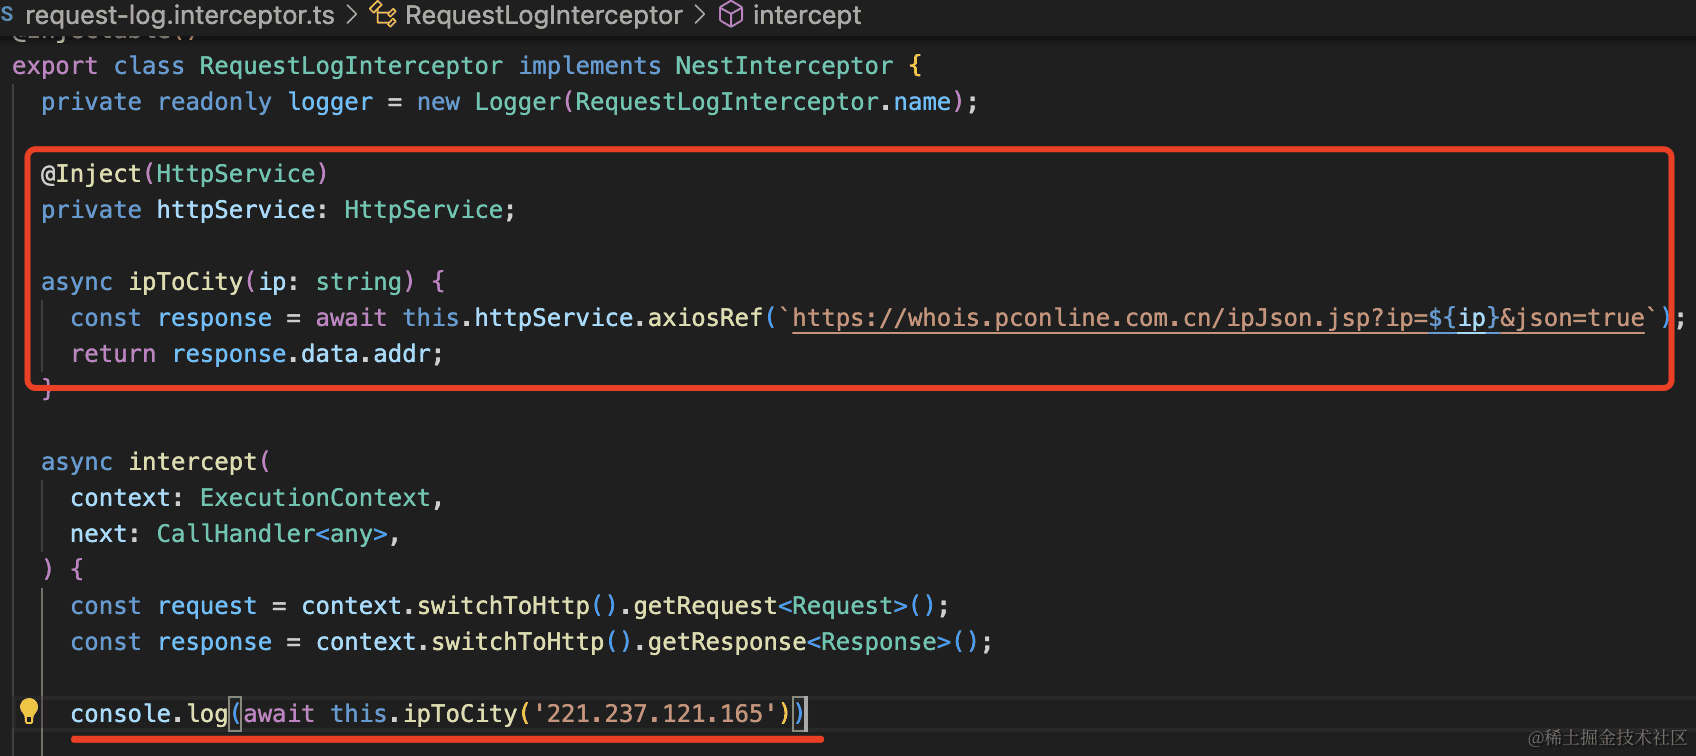 S request-log.interceptor.ts > RequestLogInterceptor > intercept
@Injectable()
export class RequestLogInterceptor implements NestInterceptor {
private readonly logger = new Logger(RequestLogInterceptor.name);
@Inject(HttpService)
private httpService: HttpService;
async ipToCity(ip: string) {
const response = await this.httpService.axiosRef(`https://whois.pconline.com.cn/ipJson.jsp?ip=${ip}&json=true`);
return response.data.addr;
}
async intercept(
context: ExecutionContext,
next: CallHandler<any>,
) {
const request = context.switchToHttp().getRequest<Request>();
const response = context.switchToHttp().getResponse<Response>();
console.log(await this.ipToCity('221.237.121.165'))
@稀土掘金技术社区